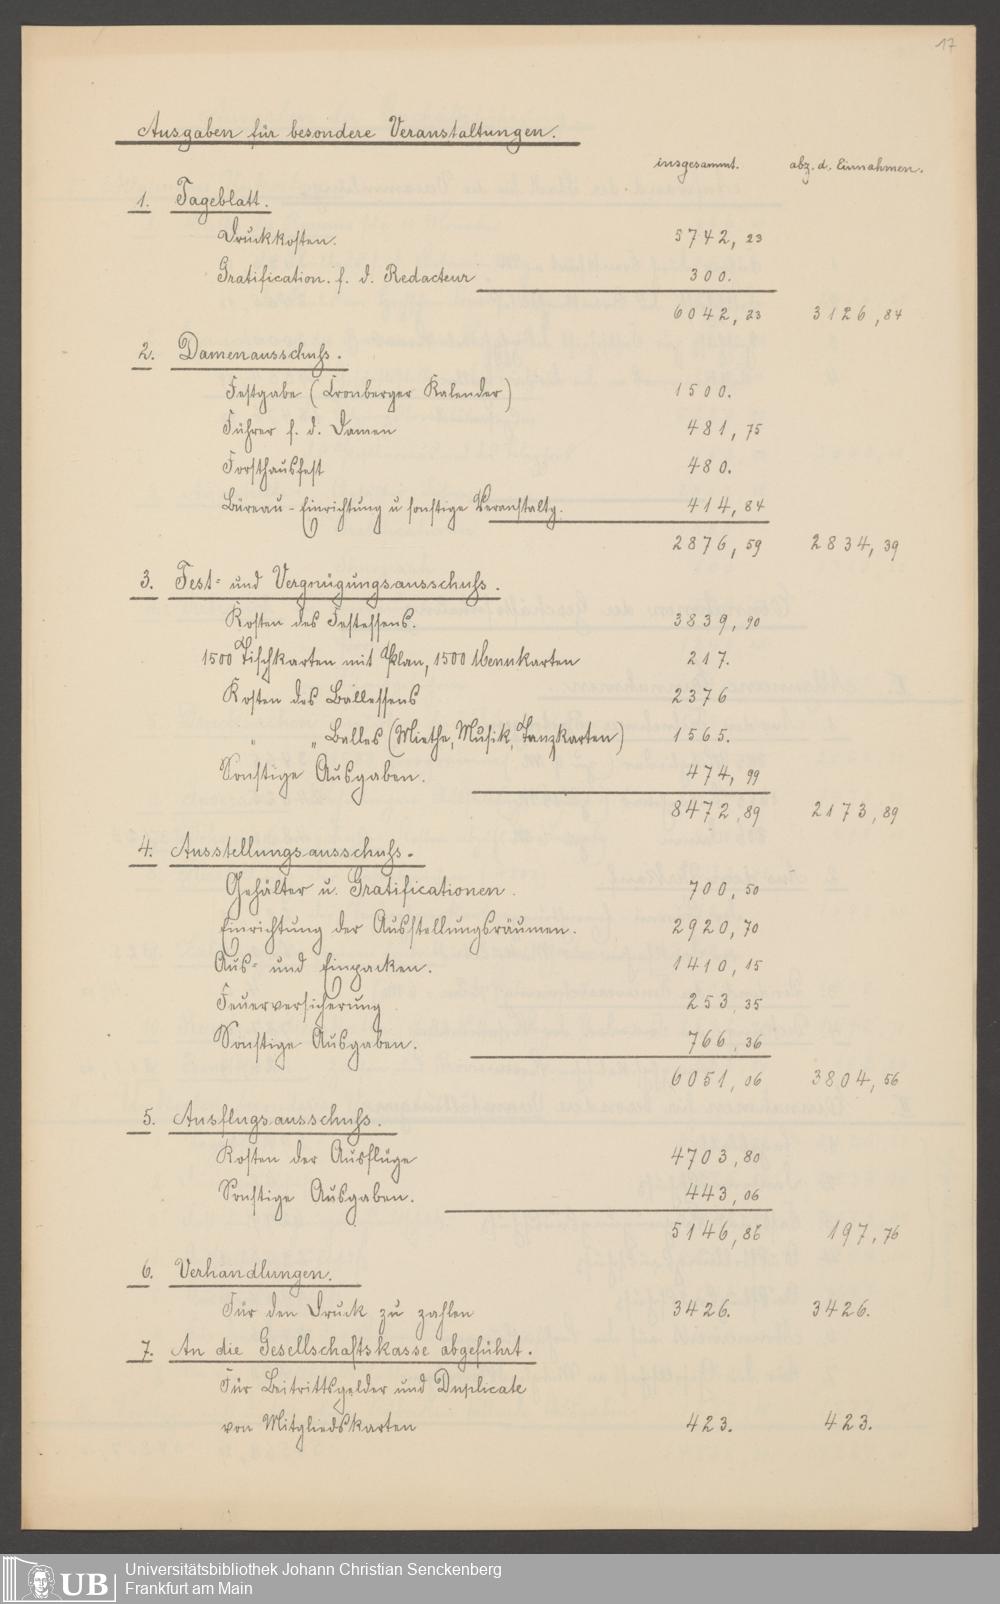 17
Ausgaben für besondere Veranstaltungen.
insgesammt. abz. d. Einnahmen.
1. Tageblatt.
Druckkosten. 5742,23
Gratification. f. d. Redacteur 300.
6042,23 3126,84
2. Damenausschuss.
Festgabe (Cronberger Kalender) 1500.
Führer f. d. Damen 481,75
Forsthausfest 480.
Büreau-Einrichtung u sonstige Veranstaltg. 414,84
2876,59 2834,39
3. Fest- und Vergnügungsausschuss.
Kosten des Festessens. 3839,90
1500 Tischkarten mit Plan, 1500 Menukarten 217.
Kosten des Ballessens 2376
" " Balles (Miethe, Musik, Tanzkarten) 1565.
Sonstige Ausgaben. 474,99
8472,89 2173,89
4. Ausstellungsausschuss.
Gehälter u. Gratificationen. 700,50
Einrichtung der Ausstellungsräumen. 2920,70
Aus- und Einpacken. 1410,15
Feuerversicherung 253,35
Sonstige Ausgaben. 766,36
6051,06 3804,56
5. Ausflugsausschuss.
Kosten der Ausflüge 4703,80
Sonstige Ausgaben. 443,06
5146,86 197,76
6. Verhandlungen.
Für den Druck zu zahlen 3426. 3426.
7. An die Gesellschaftskasse abgeführt.
Für Beitrittsgelder und Duplicate
von Mitgliedskarten 423. 423.
UB
Universitätsbibliothek Johann Christian Senckenberg
Frankfurt am Main